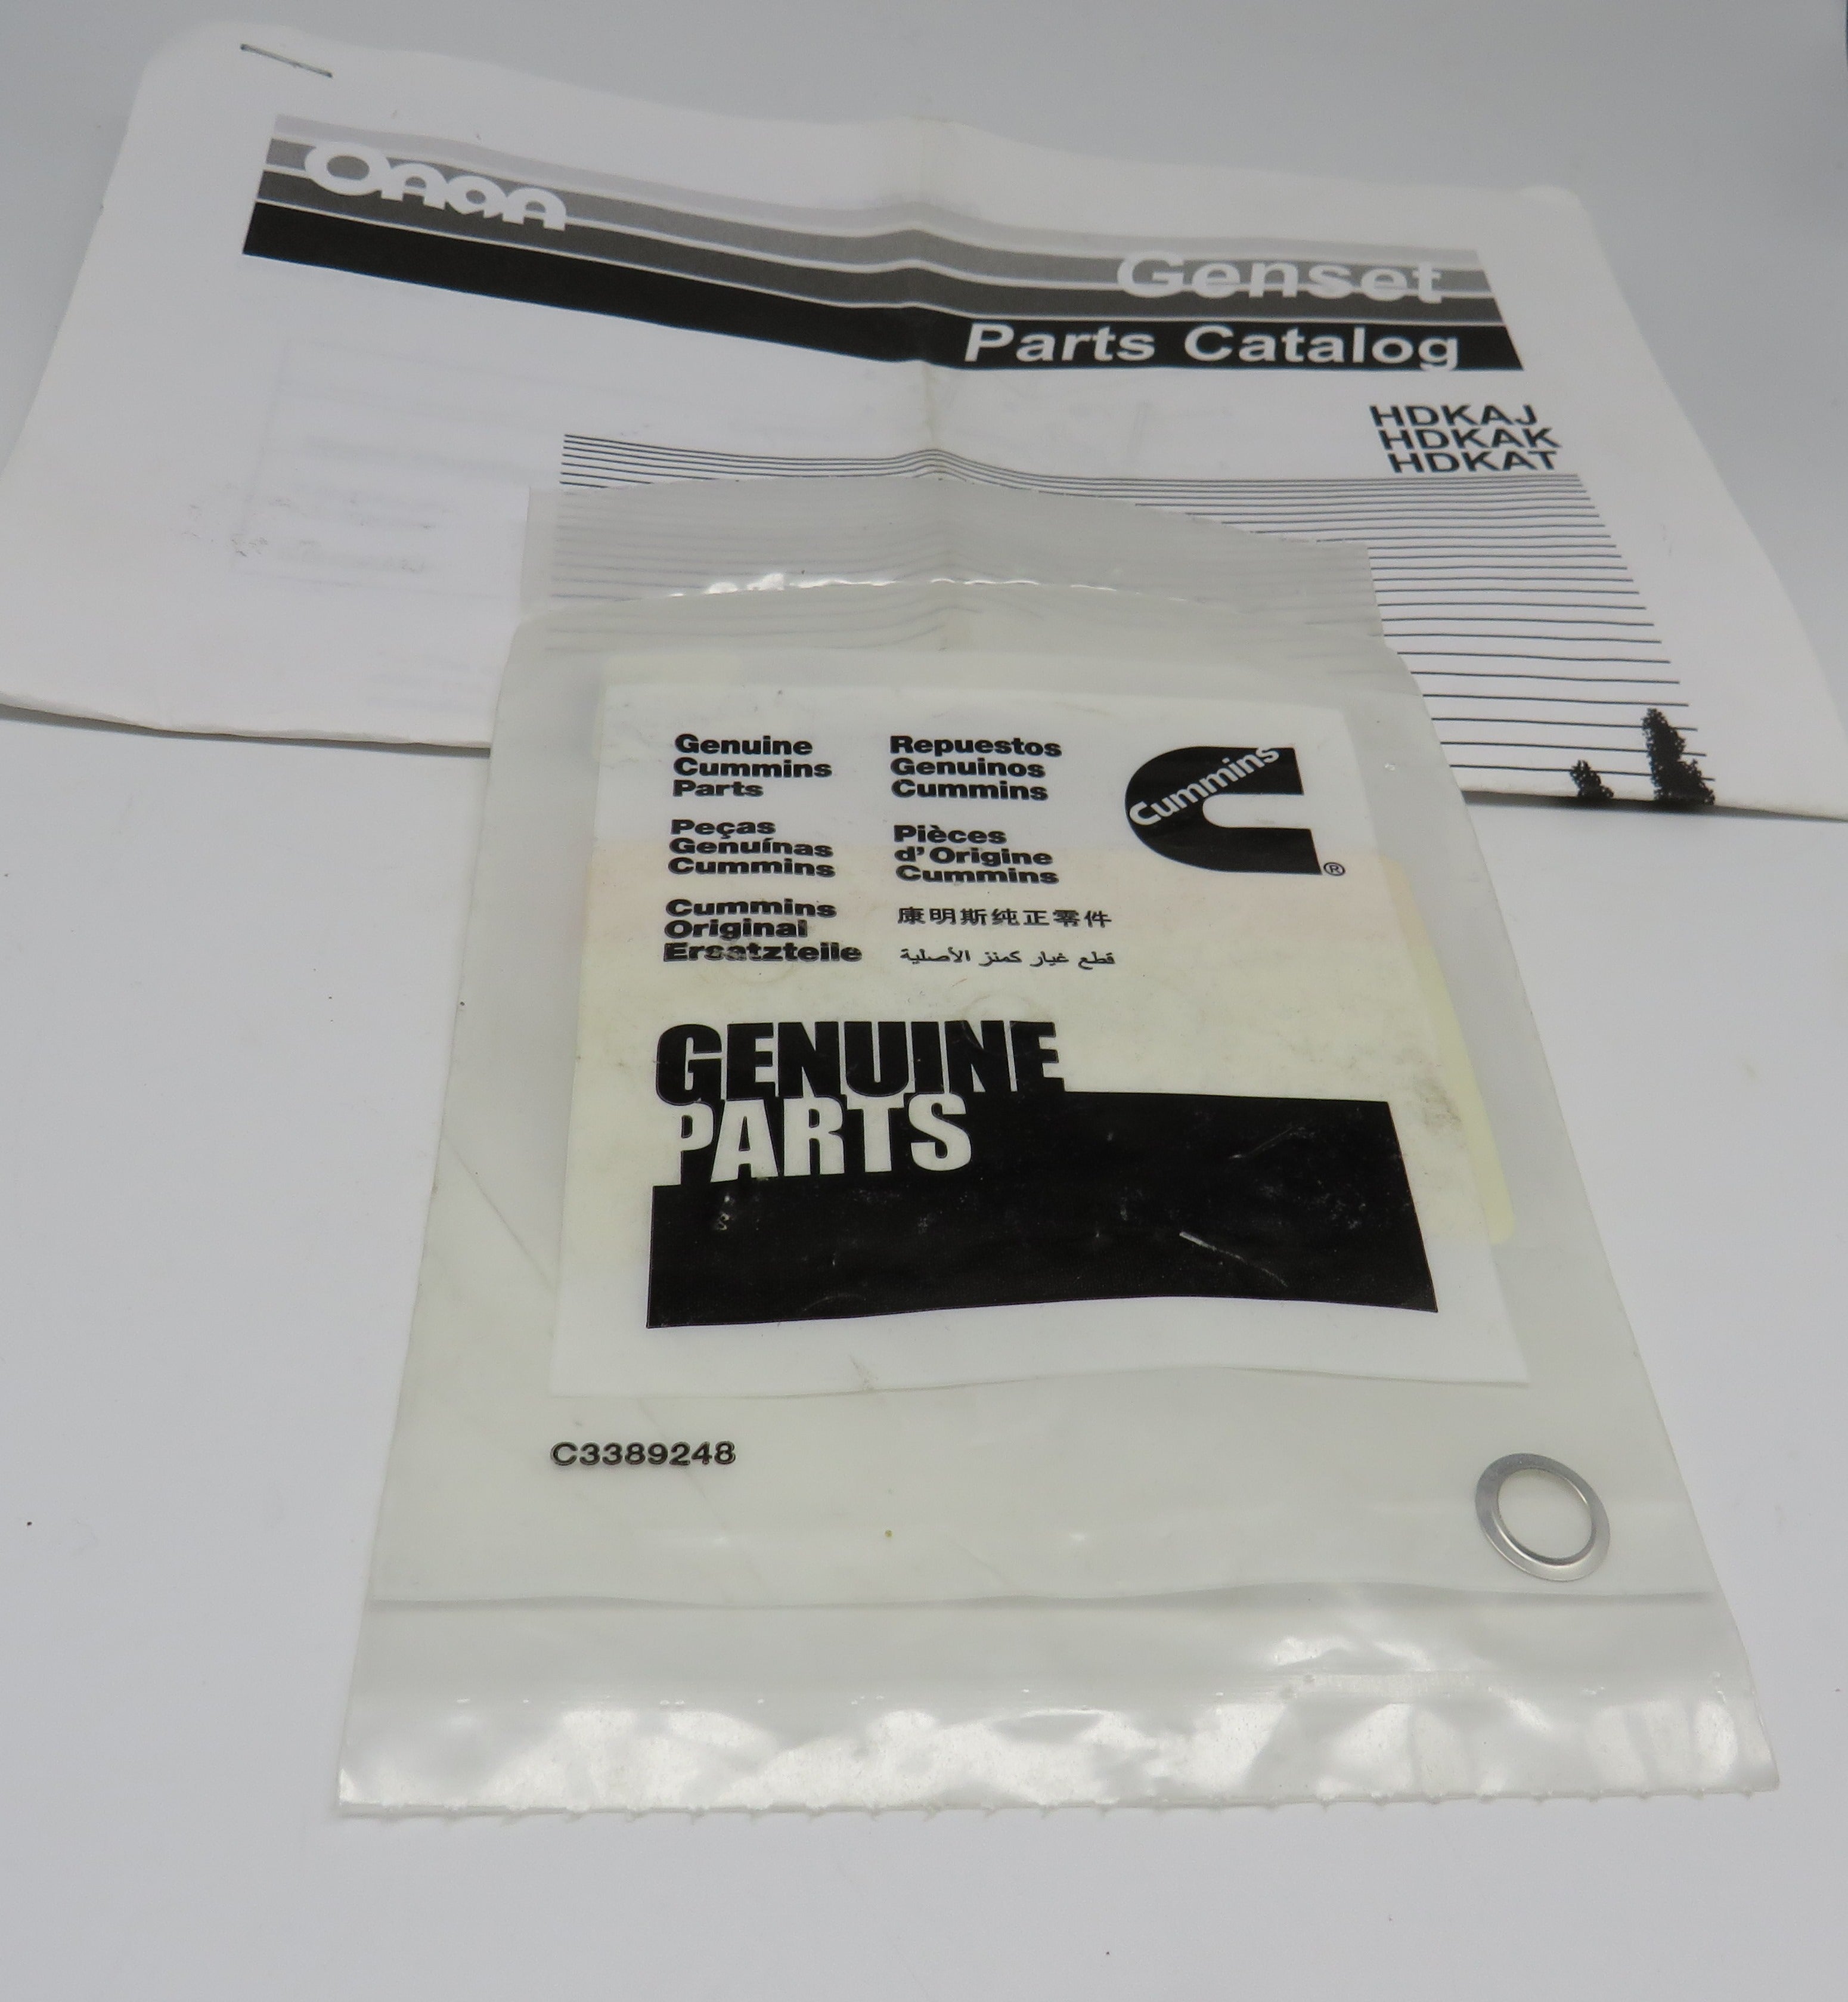 Onan
Genset
Parts Catalog
HDKAJ
HDKAK
HDKAT
Genuine
Cummins
Parts
Repuestos
Genuinos
Cummins
Cummins
®
Peças
Genuínas
Cummins
Pièces
d'Origine
Cummins
Cummins
Original
Ersatzteile
康明斯纯正零件
قطع غيار كمنز الأصلية
GENUINE
PARTS
C3389248